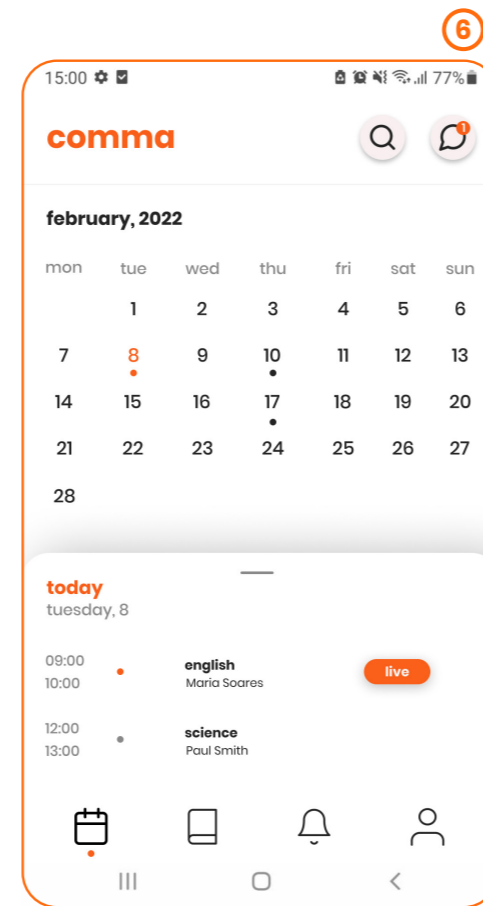 6
15:00 77%
comma
1
february, 2022
mon tue wed thu fri sat sun
1 2 3 4 5 6
7 8 9 10 11 12 13
14 15 16 17 18 19 20
21 22 23 24 25 26 27
28
today
tuesday, 8
09:00 english live
10:00 Maria Soares
12:00 science
13:00 Paul Smith